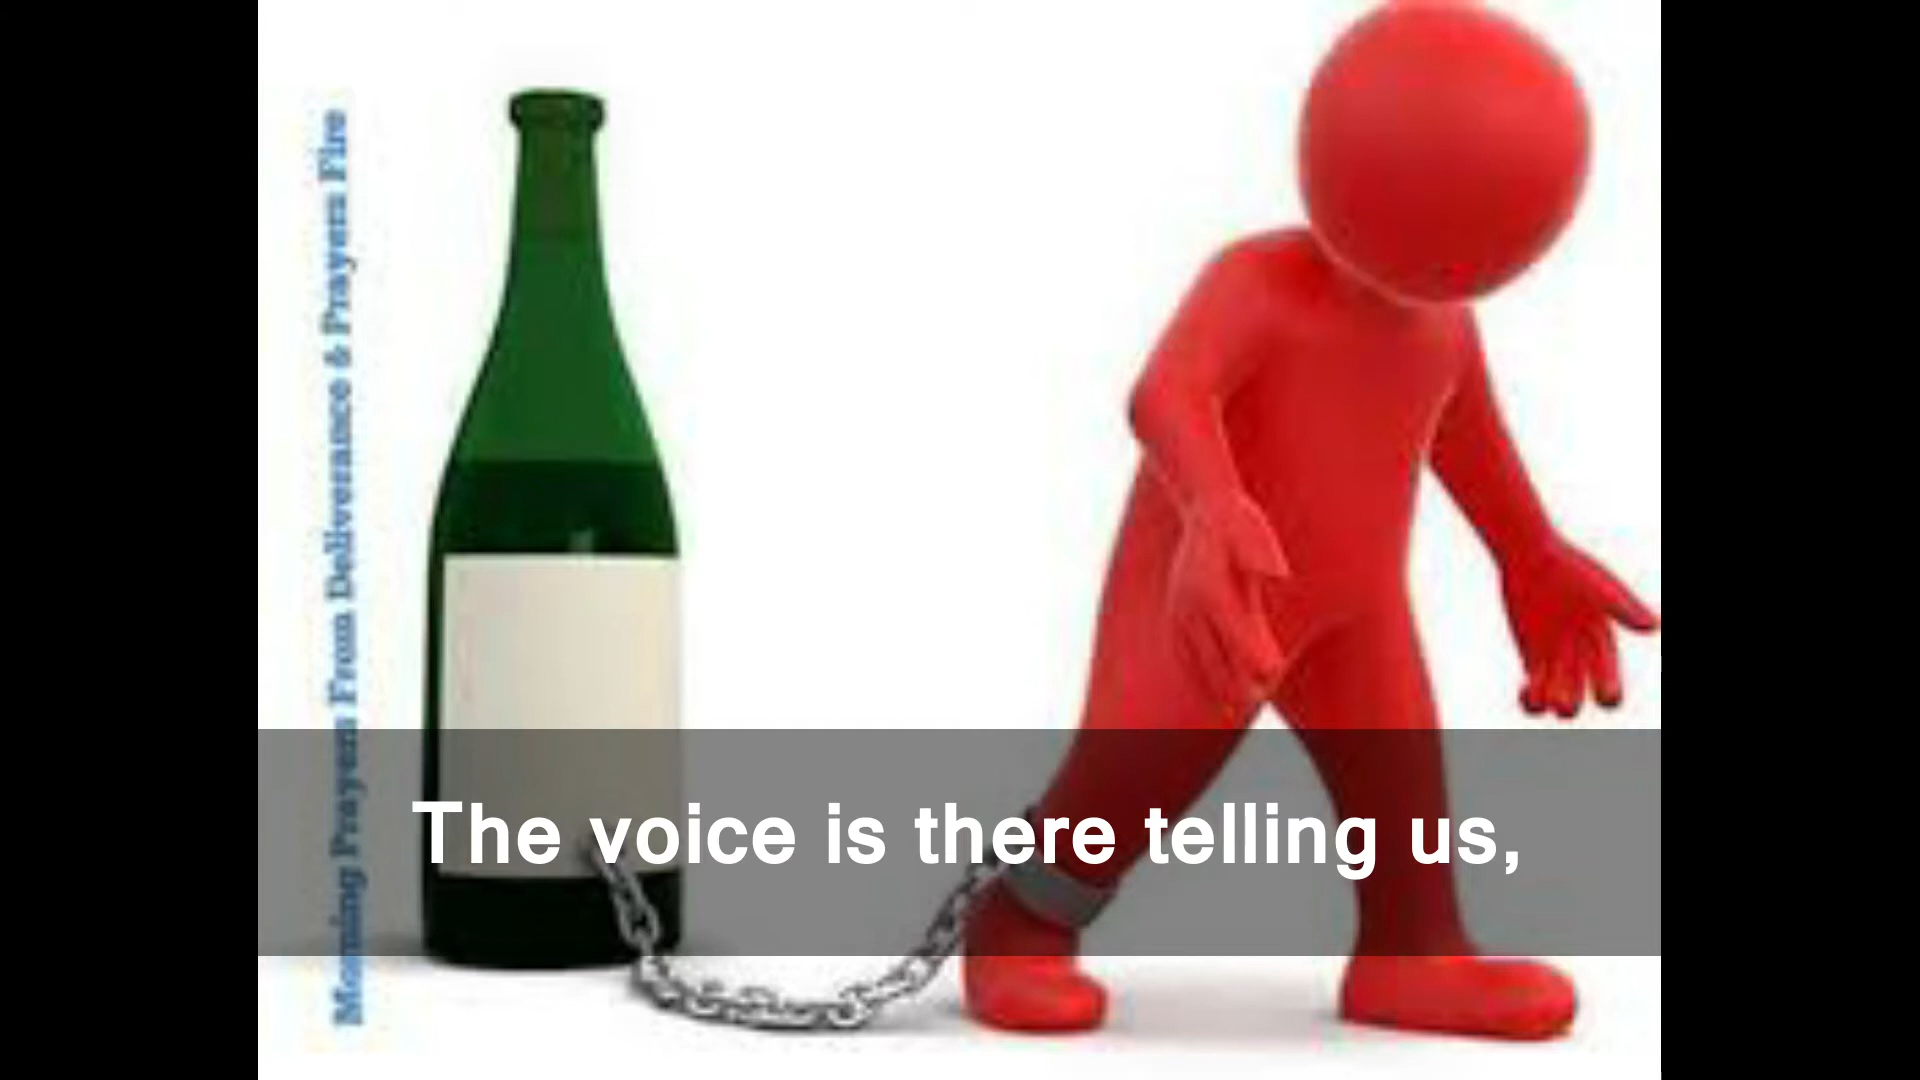 Morning Prayers From Deliverance & Prayers Fire
The voice is there telling us,